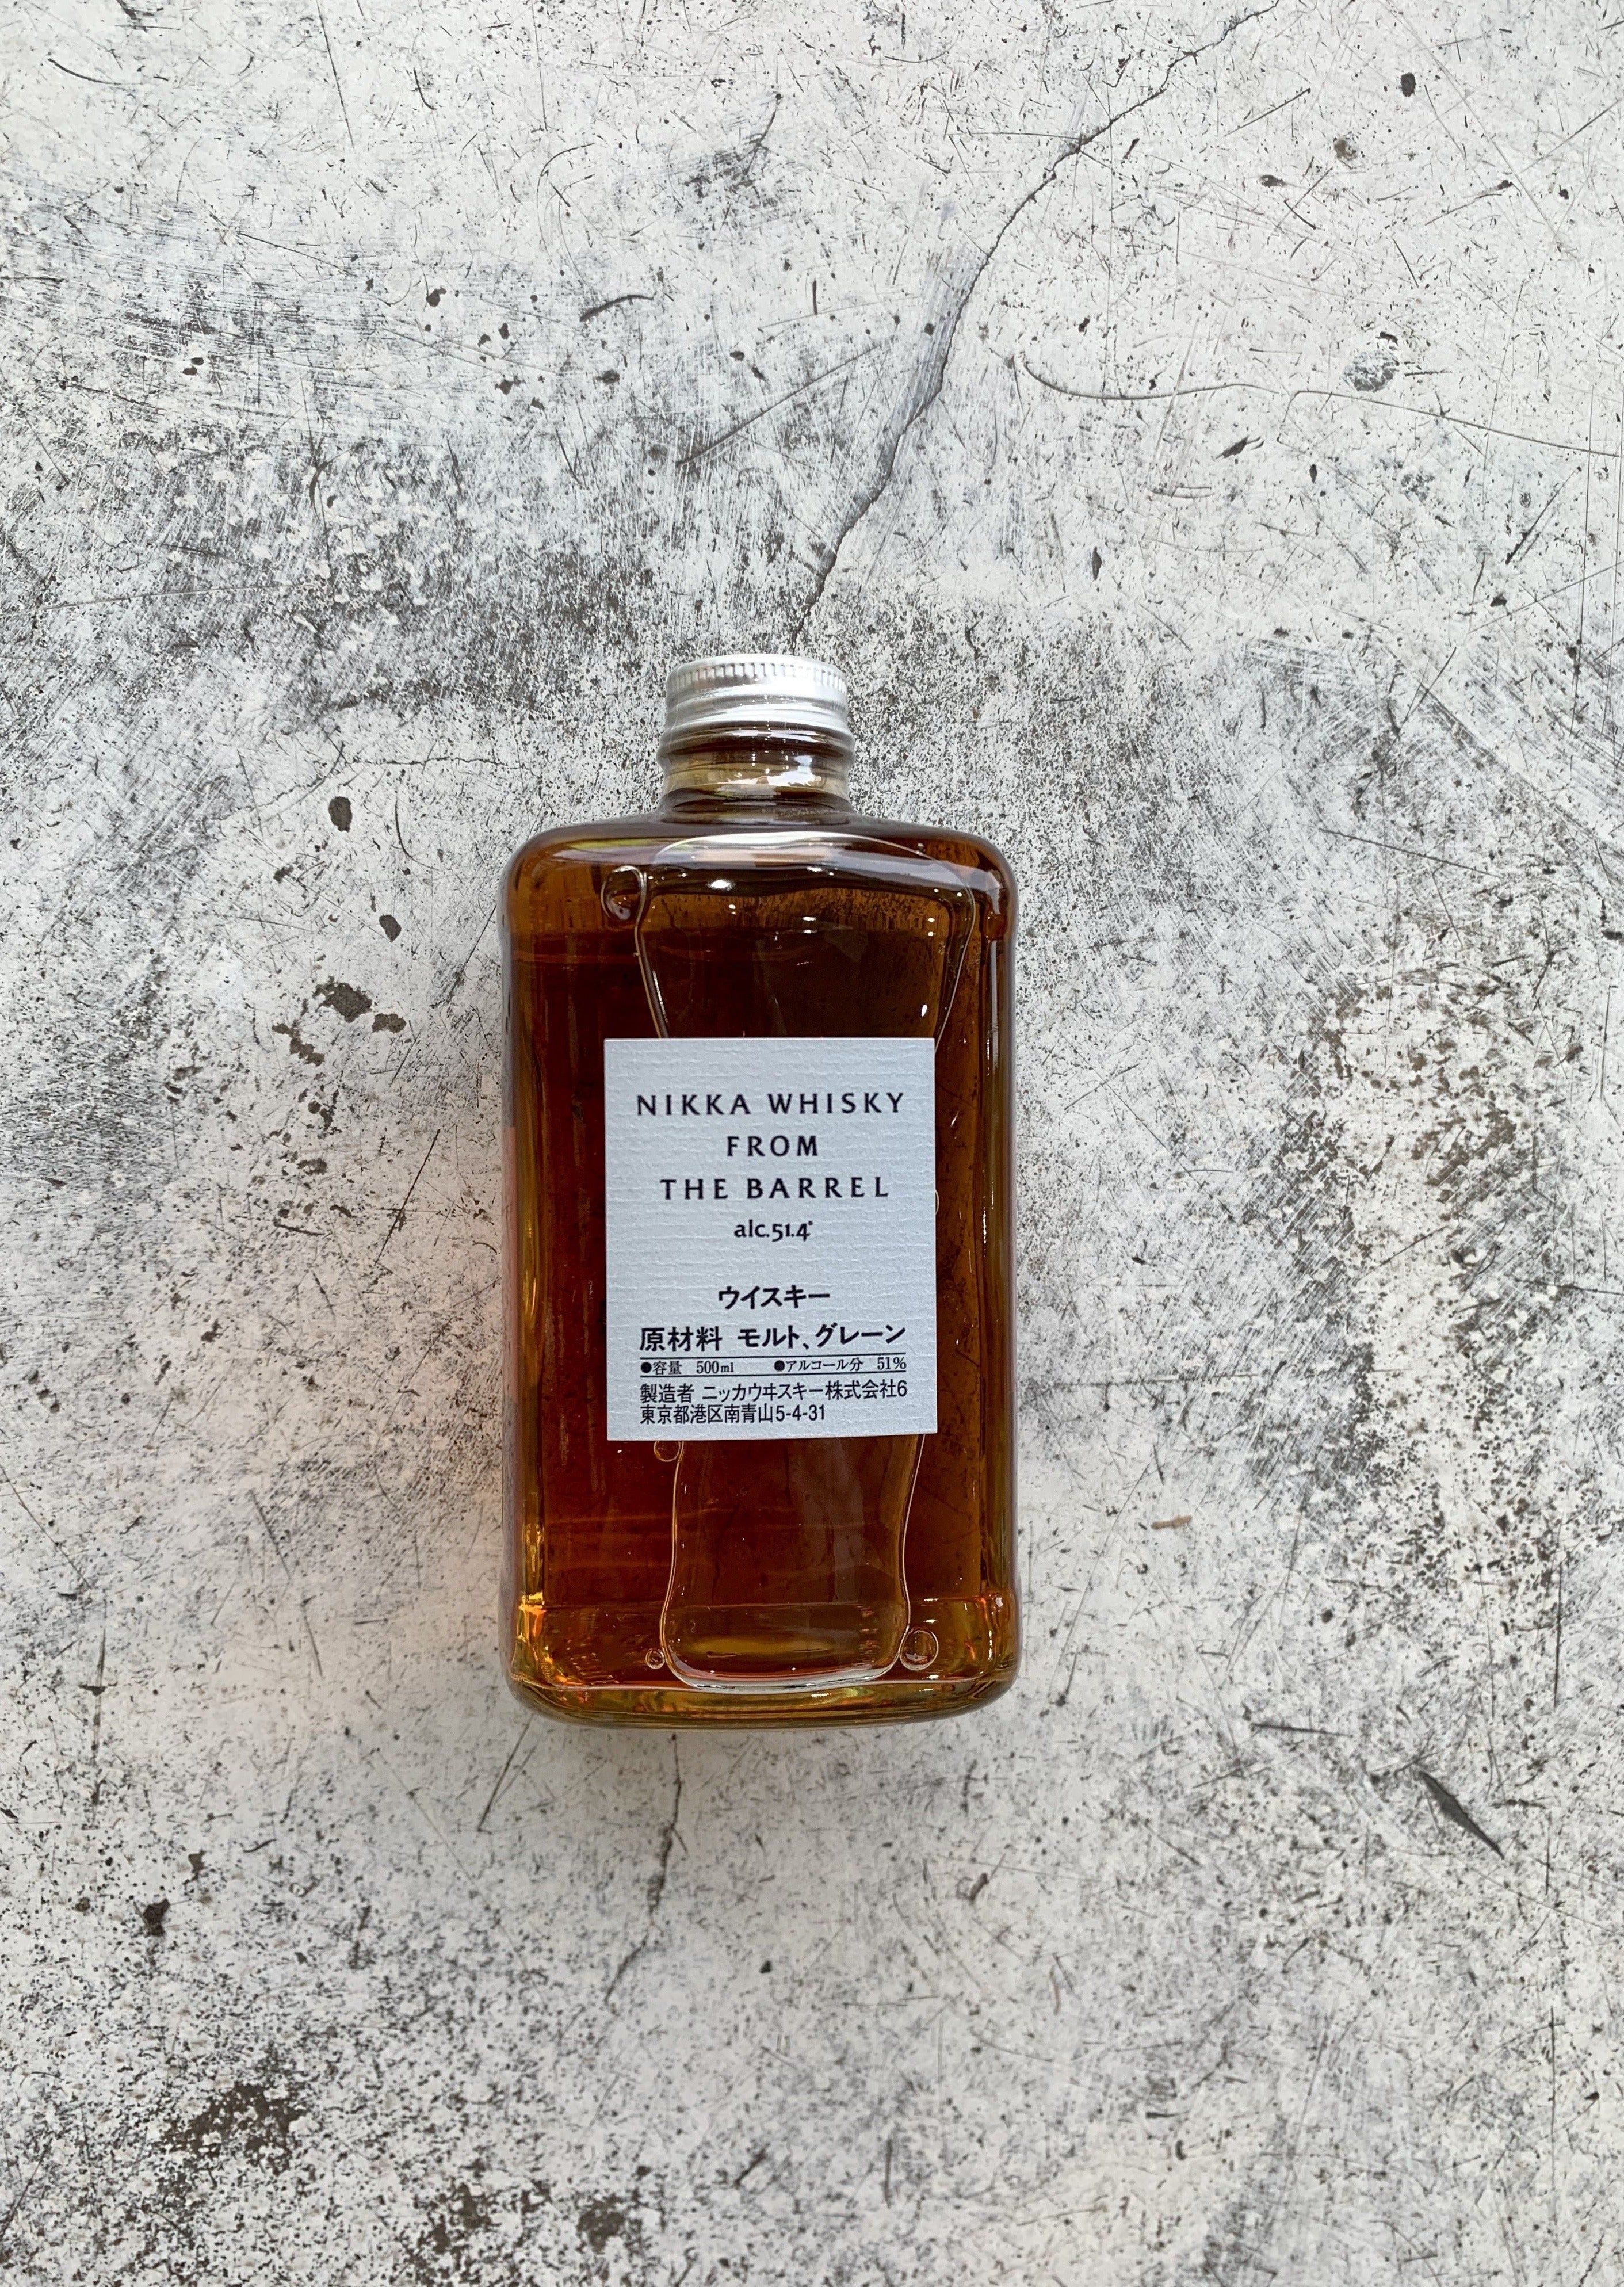 NIKKA WHISKY
FROM
THE BARREL
alc.51.4°
ウイスキー
原材料 モルト、グレーン
●容量 500ml ●アルコール分 51%
製造者 ニッカウヰスキー株式会社6
東京都港区南青山5-4-31